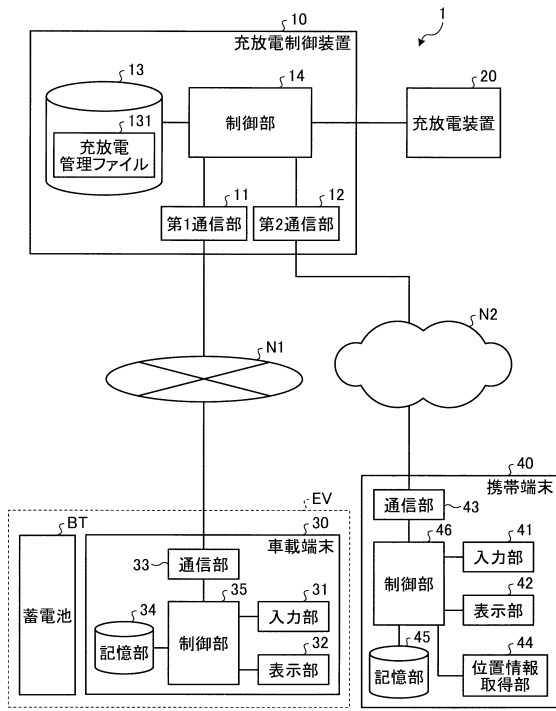 1
10
充放電制御装置
13
14
20
131
充放電
管理ファイル
制御部
充放電装置
11
12
第1通信部
第2通信部
N1
N2
EV
BT
蓄電池
30
車載端末
33
通信部
34
35
31
記憶部
制御部
入力部
32
表示部
40
携帯端末
通信部
43
46
41
制御部
入力部
42
表示部
45
44
記憶部
位置情報
取得部